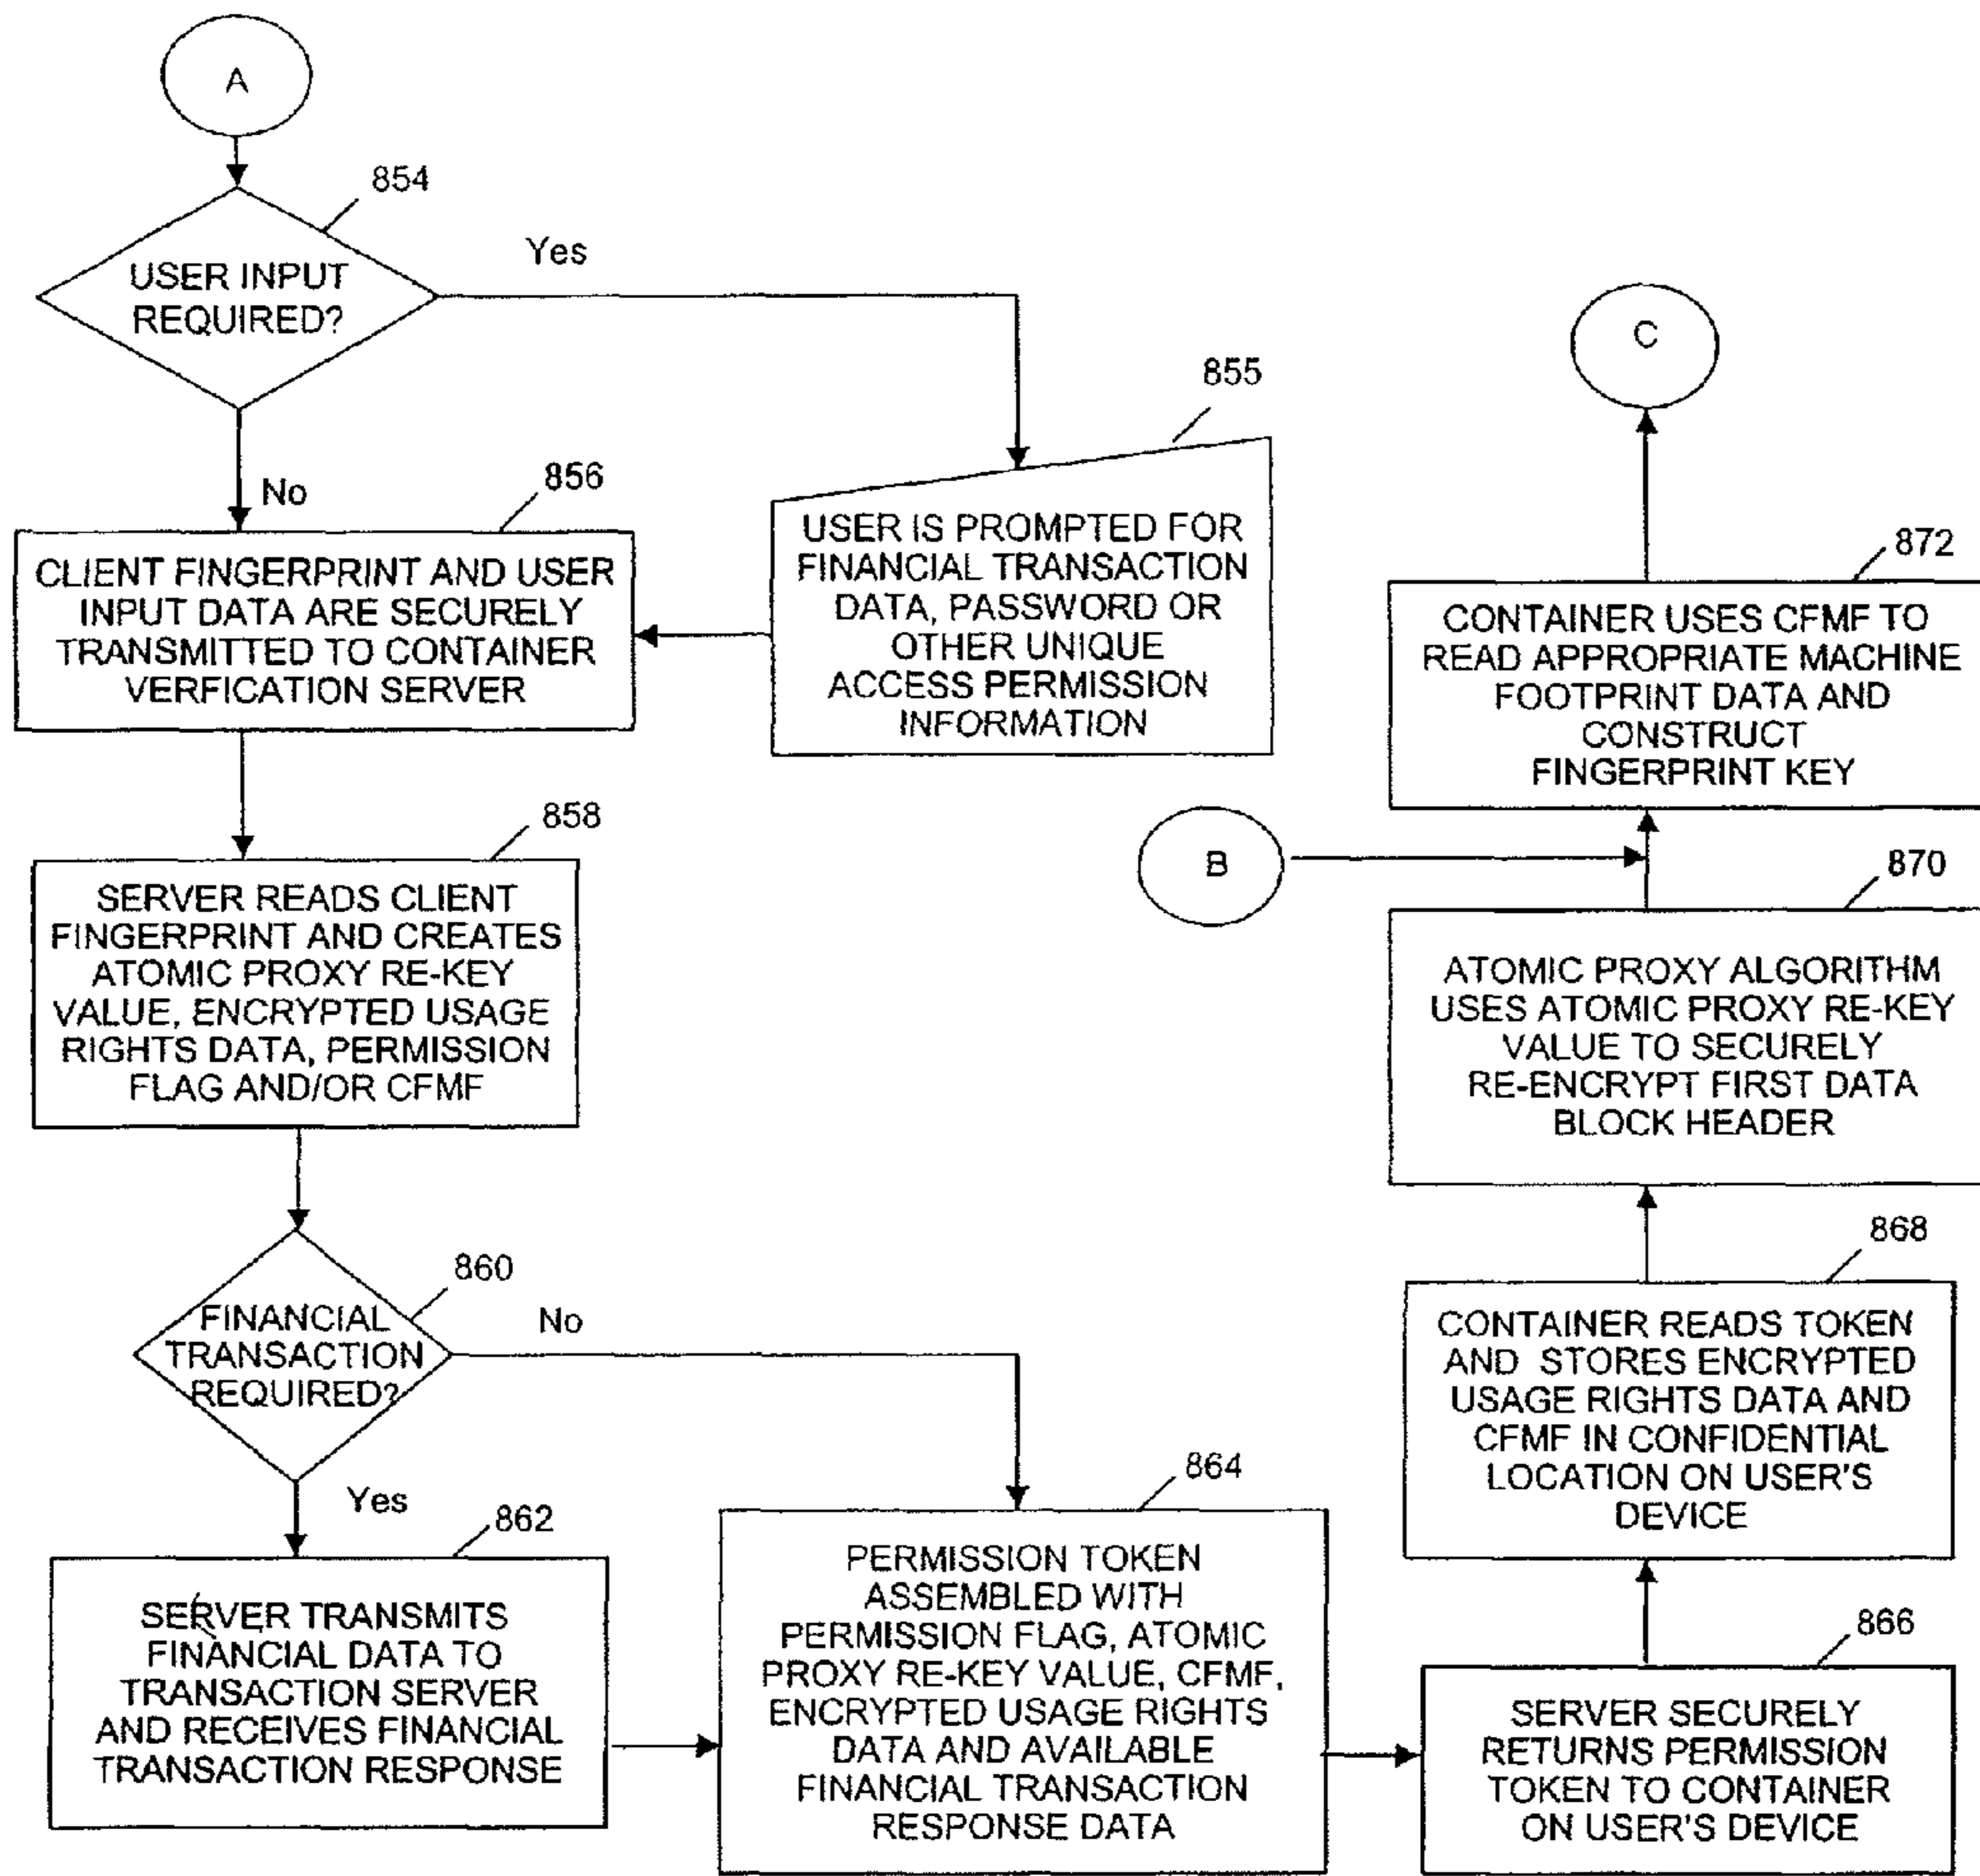 A
854
USER INPUT
REQUIRED?
Yes
No
855
USER IS PROMPTED FOR
FINANCIAL TRANSACTION
DATA, PASSWORD OR
OTHER UNIQUE
ACCESS PERMISSION
INFORMATION
856
CLIENT FINGERPRINT AND USER
INPUT DATA ARE SECURELY
TRANSMITTED TO CONTAINER
VERFICATION SERVER
858
SERVER READS CLIENT
FINGERPRINT AND CREATES
ATOMIC PROXY RE-KEY
VALUE, ENCRYPTED USAGE
RIGHTS DATA, PERMISSION
FLAG AND/OR CFMF
860
FINANCIAL
TRANSACTION
REQUIRED?
No
Yes
862
SERVER TRANSMITS
FINANCIAL DATA TO
TRANSACTION SERVER
AND RECEIVES FINANCIAL
TRANSACTION RESPONSE
864
PERMISSION TOKEN
ASSEMBLED WITH
PERMISSION FLAG, ATOMIC
PROXY RE-KEY VALUE, CFMF,
ENCRYPTED USAGE RIGHTS
DATA AND AVAILABLE
FINANCIAL TRANSACTION
RESPONSE DATA
866
SERVER SECURELY
RETURNS PERMISSION
TOKEN TO CONTAINER
ON USER'S DEVICE
868
CONTAINER READS TOKEN
AND STORES ENCRYPTED
USAGE RIGHTS DATA AND
CFMF IN CONFIDENTIAL
LOCATION ON USER'S
DEVICE
870
ATOMIC PROXY ALGORITHM
USES ATOMIC PROXY RE-KEY
VALUE TO SECURELY
RE-ENCRYPT FIRST DATA
BLOCK HEADER
B
872
CONTAINER USES CFMF TO
READ APPROPRIATE MACHINE
FOOTPRINT DATA AND
CONSTRUCT
FINGERPRINT KEY
C